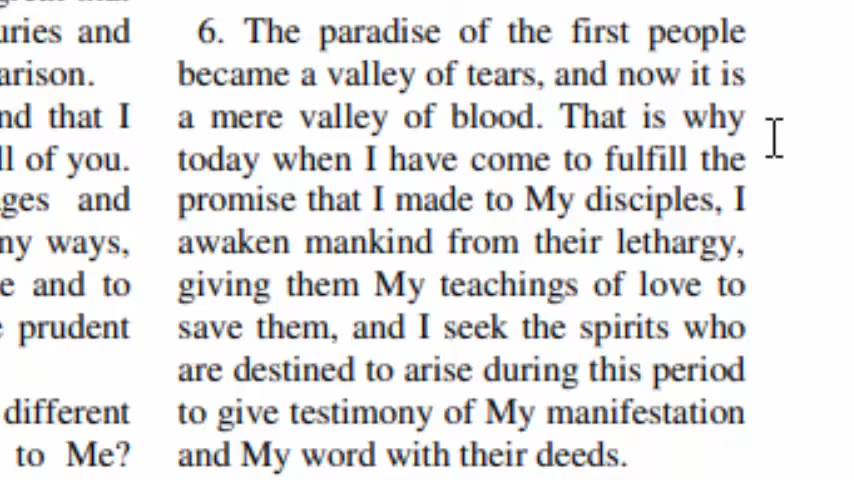 uries and
arison.
nd that I
ll of you.
ges and
ny ways,
e and to
prudent
different
to Me?
6. The paradise of the first people
became a valley of tears, and now it is
a mere valley of blood. That is why
today when I have come to fulfill the
promise that I made to My disciples, I
awaken mankind from their lethargy,
giving them My teachings of love to
save them, and I seek the spirits who
are destined to arise during this period
to give testimony of My manifestation
and My word with their deeds.